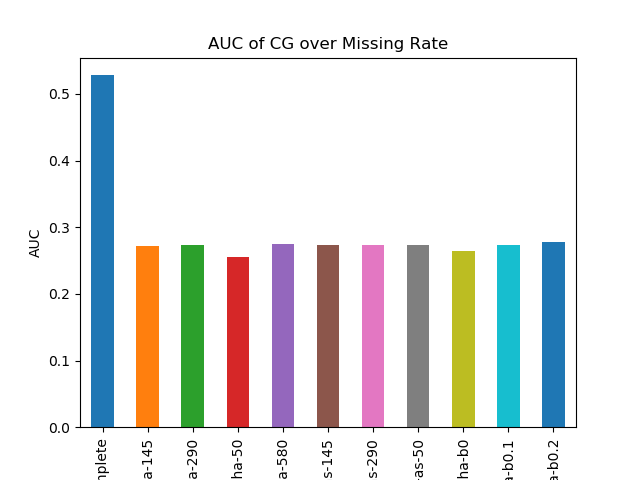 AUC of CG over Missing Rate
AUC
0.5
0.4
0.3
0.2
0.1
0.0
mplete
a-145
a-290
ha-50
a-580
s-145
s-290
-as-50
ha-b0
a-b0.1
a-b0.2